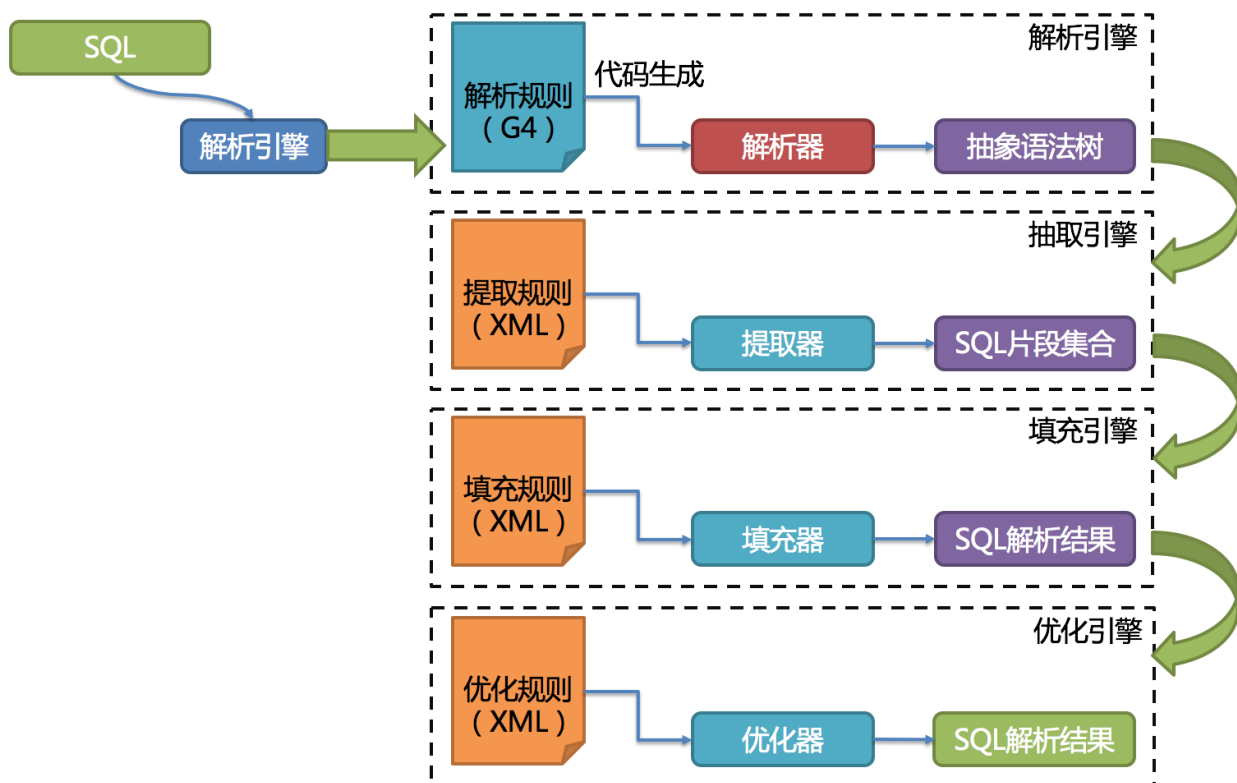 SQL
解析引擎
解析引擎
解析规则
（G4）
代码生成
解析器
抽象语法树
抽取引擎
提取规则
（XML）
提取器
SQL片段集合
填充引擎
填充规则
（XML）
填充器
SQL解析结果
优化引擎
优化规则
（XML）
优化器
SQL解析结果